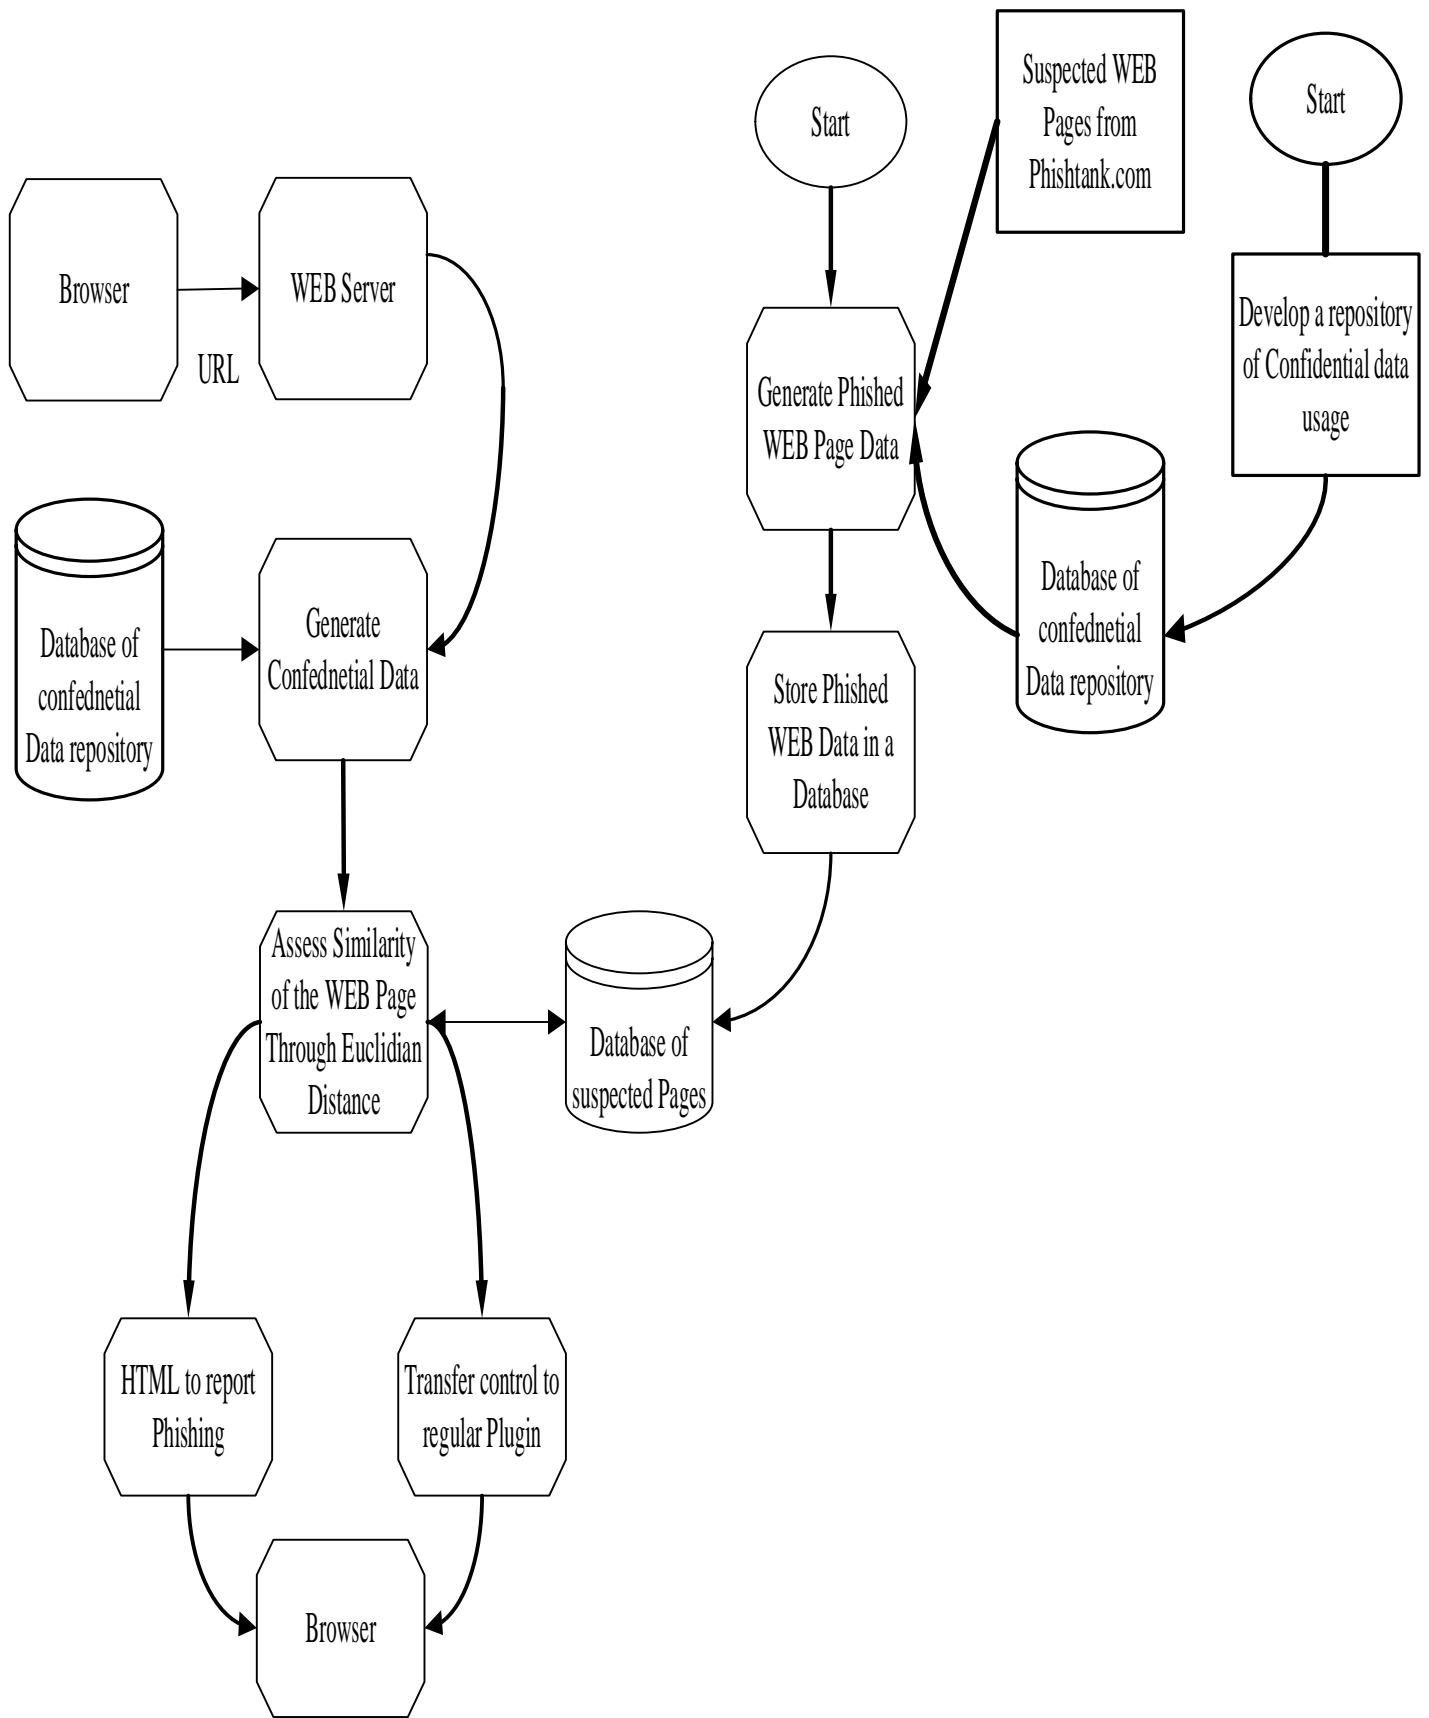 Suspected WEB
Pages from
Phishtank.com
Start
Start
Browser
URL
WEB Server
Develop a repository
of Confidential data
usage
Generate Phished
WEB Page Data
Database of
confednetial
Data repository
Database of
confednetial
Data repository
Generate
Confednetial Data
Store Phished
WEB Data in a
Database
Assess Similarity
of the WEB Page
Through Euclidian
Distance
Database of
suspected Pages
HTML to report
Phishing
Transfer control to
regular Plugin
Browser